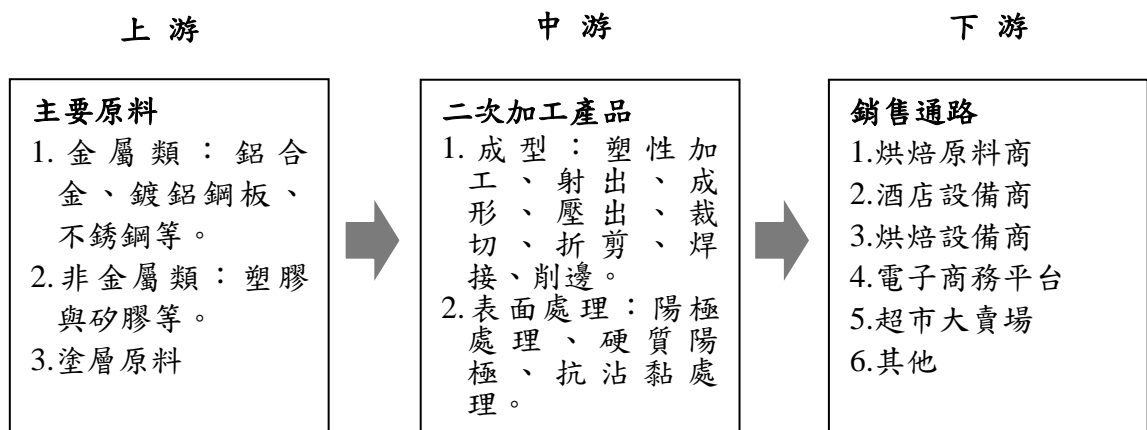 上 游
中 游
下 游
主要原料
1. 金屬類：鋁合
金、鍍鋁鋼板、
不銹鋼等。
2.非金屬類：塑膠
與矽膠等。
3.塗層原料
二次加工產品
1. 成型：塑性加
工、射出、成
形、壓出、裁
切、折剪、焊
接、削邊。
2.表面處理：陽極
處理、硬質陽
極、抗沾黏處
理。
銷售通路
1.烘焙原料商
2.酒店設備商
3.烘焙設備商
4.電子商務平台
5.超市大賣場
6.其他